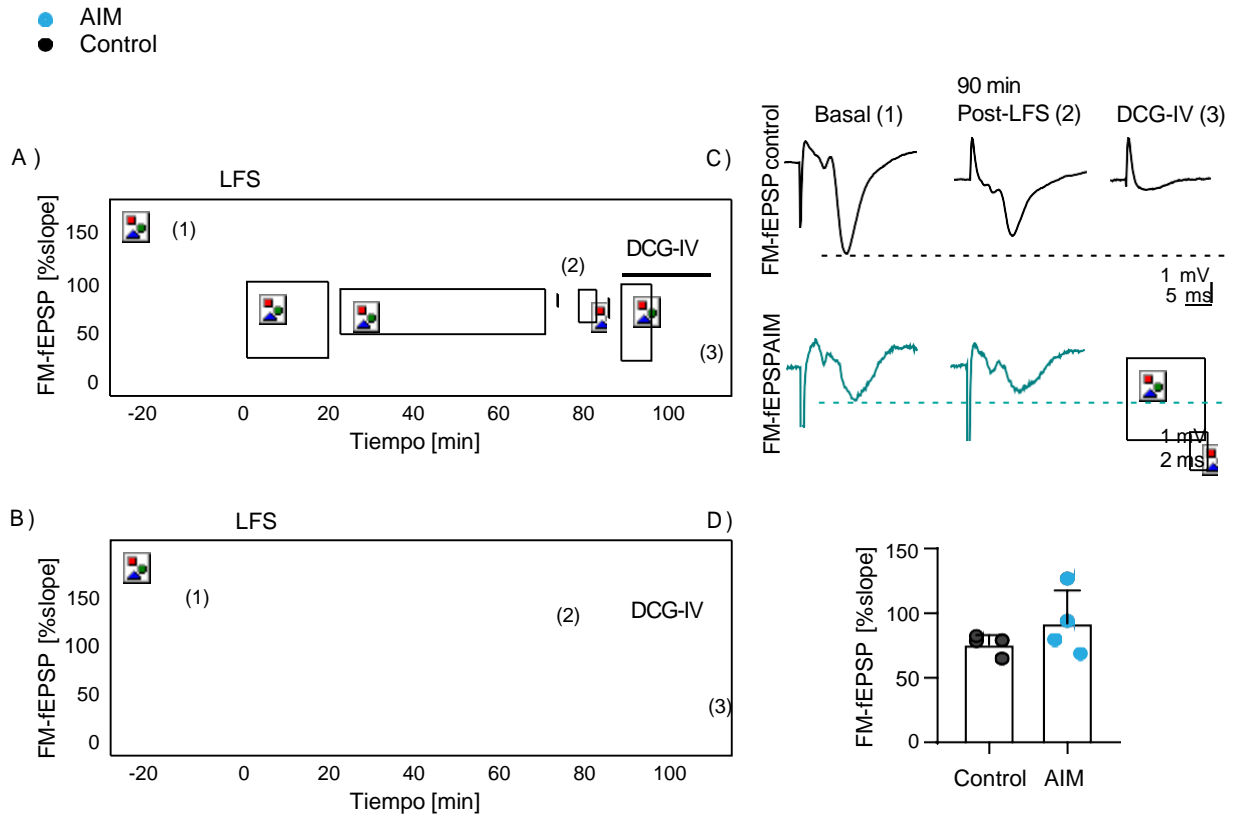 AIM
Control
A)
LFS
(1)
(2)
DCG-IV
(3)
FM-fEPSP [%slope]
150
100
50
0
-20 0 20 40 60 80 100
Tiempo [min]
B)
LFS
(1)
(2)
DCG-IV
(3)
FM-fEPSP [%slope]
150
100
50
0
-20 0 20 40 60 80 100
Tiempo [min]
C)
Basal (1)
90 min
Post-LFS (2)
DCG-IV (3)
FM-fEPSP control
1 mV
5 ms
FM-fEPSPAIM
1 mV
2 ms
D)
FM-fEPSP [%slope]
150
100
50
0
Control AIM